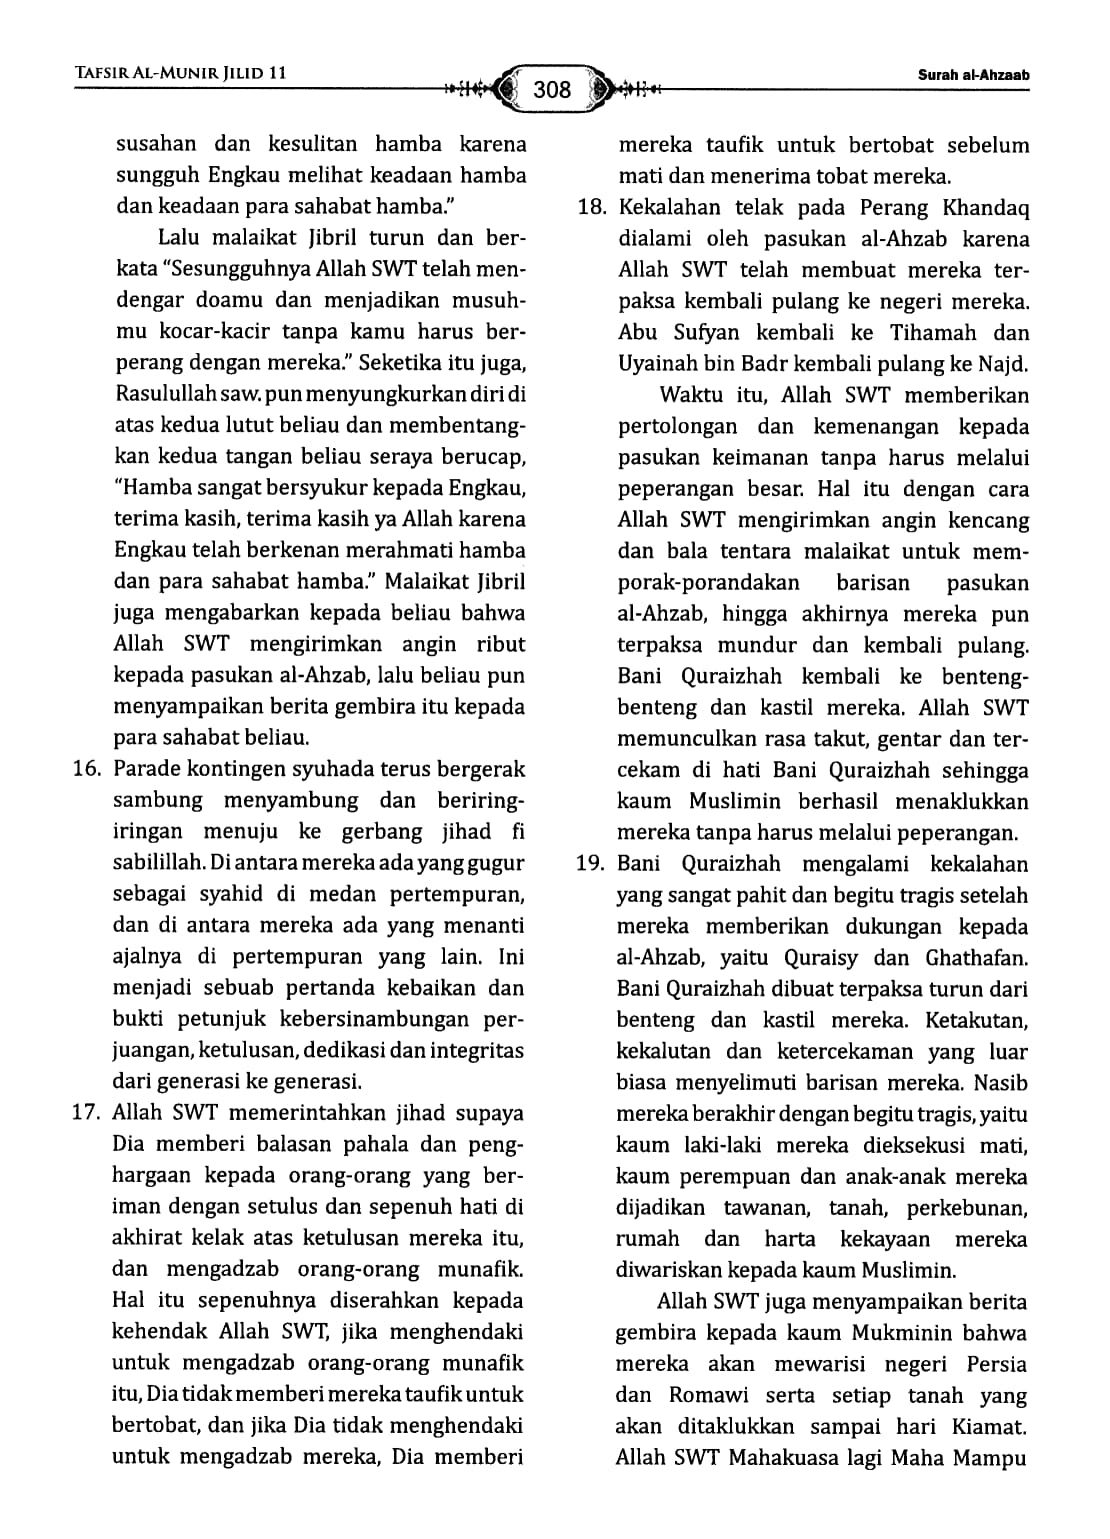 TAFSIR AL-MUNIR JILID 11
308
Surah al-Ahzaab
susahan dan kesulitan hamba karena
sungguh Engkau melihat keadaan hamba
dan keadaan para sahabat hamba.”
Lalu malaikat Jibril turun dan ber-
kata “Sesungguhnya Allah SWT telah men-
dengar doamu dan menjadikan musuh-
mu kocar-kacir tanpa kamu harus ber-
perang dengan mereka.” Seketika itu juga,
Rasulullah saw. pun menyungkurkan diri di
atas kedua lutut beliau dan membentang-
kan kedua tangan beliau seraya berucap,
“Hamba sangat bersyukur kepada Engkau,
terima kasih, terima kasih ya Allah karena
Engkau telah berkenan merahmati hamba
dan para sahabat hamba.” Malaikat Jibril
juga mengabarkan kepada beliau bahwa
Allah SWT mengirimkan angin ribut
kepada pasukan al-Ahzab, lalu beliau pun
menyampaikan berita gembira itu kepada
para sahabat beliau.
16. Parade kontingen syuhada terus bergerak
sambung menyambung dan beriring-
iringan menuju ke gerbang jihad fi
sabilillah. Di antara mereka ada yang gugur
sebagai syahid di medan pertempuran,
dan di antara mereka ada yang menanti
ajalnya di pertempuran yang lain. Ini
menjadi sebuab pertanda kebaikan dan
bukti petunjuk kebersinambungan per-
juangan, ketulusan, dedikasi dan integritas
dari generasi ke generasi.
17. Allah SWT memerintahkan jihad supaya
Dia memberi balasan pahala dan peng-
hargaan kepada orang-orang yang ber-
iman dengan setulus dan sepenuh hati di
akhirat kelak atas ketulusan mereka itu,
dan mengadzab orang-orang munafik.
Hal itu sepenuhnya diserahkan kepada
kehendak Allah SWT, jika menghendaki
untuk mengadzab orang-orang munafik
itu, Dia tidak memberi mereka taufik untuk
bertobat, dan jika Dia tidak menghendaki
untuk mengadzab mereka, Dia memberi
mereka taufik untuk bertobat sebelum
mati dan menerima tobat mereka.
18. Kekalahan telak pada Perang Khandaq
dialami oleh pasukan al-Ahzab karena
Allah SWT telah membuat mereka ter-
paksa kembali pulang ke negeri mereka.
Abu Sufyan kembali ke Tihamah dan
Uyainah bin Badr kembali pulang ke Najd.
Waktu itu, Allah SWT memberikan
pertolongan dan kemenangan kepada
pasukan keimanan tanpa harus melalui
peperangan besar. Hal itu dengan cara
Allah SWT mengirimkan angin kencang
dan bala tentara malaikat untuk mem-
porak-porandakan barisan pasukan
al-Ahzab, hingga akhirnya mereka pun
terpaksa mundur dan kembali pulang.
Bani Quraizhah kembali ke benteng-
benteng dan kastil mereka. Allah SWT
memunculkan rasa takut, gentar dan ter-
cekam di hati Bani Quraizhah sehingga
kaum Muslimin berhasil menaklukkan
mereka tanpa harus melalui peperangan.
19. Bani Quraizhah mengalami kekalahan
yang sangat pahit dan begitu tragis setelah
mereka memberikan dukungan kepada
al-Ahzab, yaitu Quraisy dan Ghathafan.
Bani Quraizhah dibuat terpaksa turun dari
benteng dan kastil mereka. Ketakutan,
kekalutan dan ketercekaman yang luar
biasa menyelimuti barisan mereka. Nasib
mereka berakhir dengan begitu tragis, yaitu
kaum laki-laki mereka dieksekusi mati,
kaum perempuan dan anak-anak mereka
dijadikan tawanan, tanah, perkebunan,
rumah dan harta kekayaan mereka
diwariskan kepada kaum Muslimin.
Allah SWT juga menyampaikan berita
gembira kepada kaum Mukminin bahwa
mereka akan mewarisi negeri Persia
dan Romawi serta setiap tanah yang
akan ditaklukkan sampai hari Kiamat.
Allah SWT Mahakuasa lagi Maha Mampu